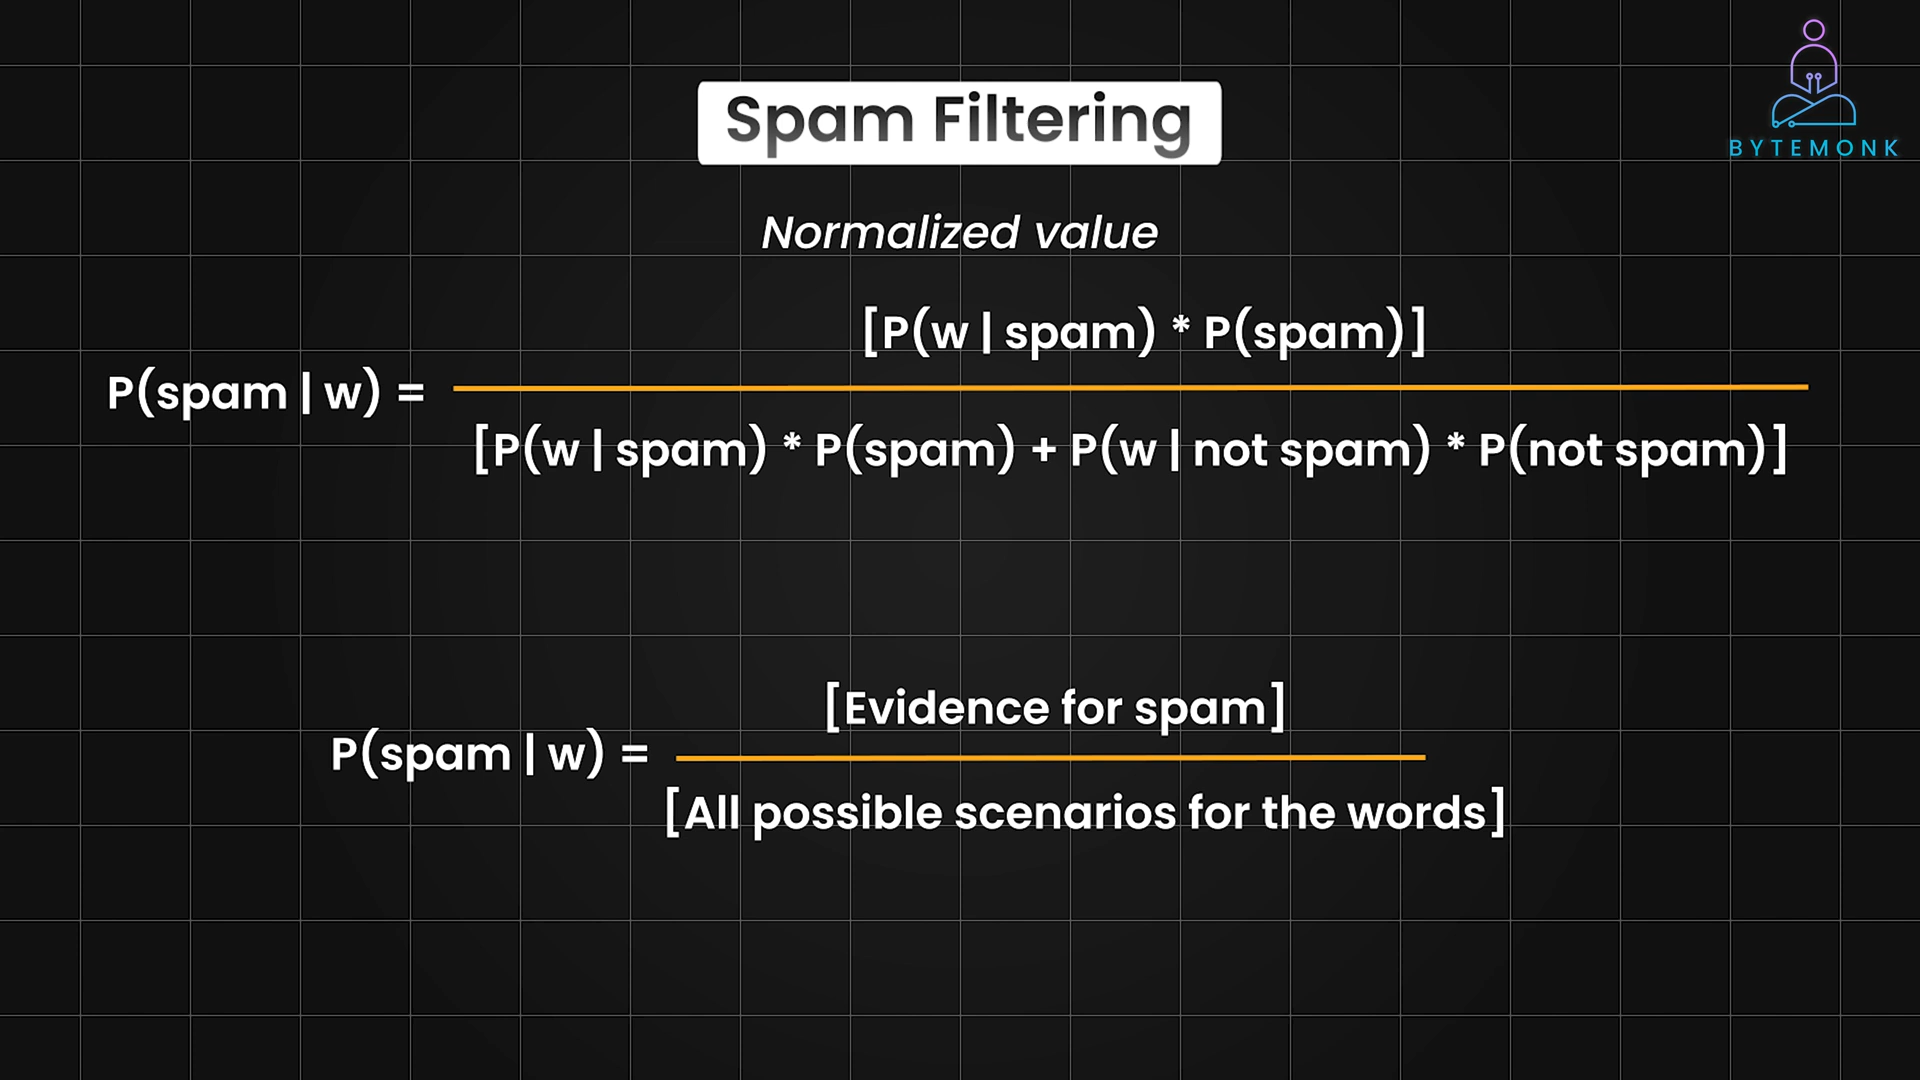 BYTEMONK
Spam Filtering
Normalized value
[P(w | spam) * P(spam)]
P(spam | w) =
[P(w | spam) * P(spam) + P(w | not spam) * P(not spam)]
[Evidence for spam]
P(spam | w) =
[All possible scenarios for the words]